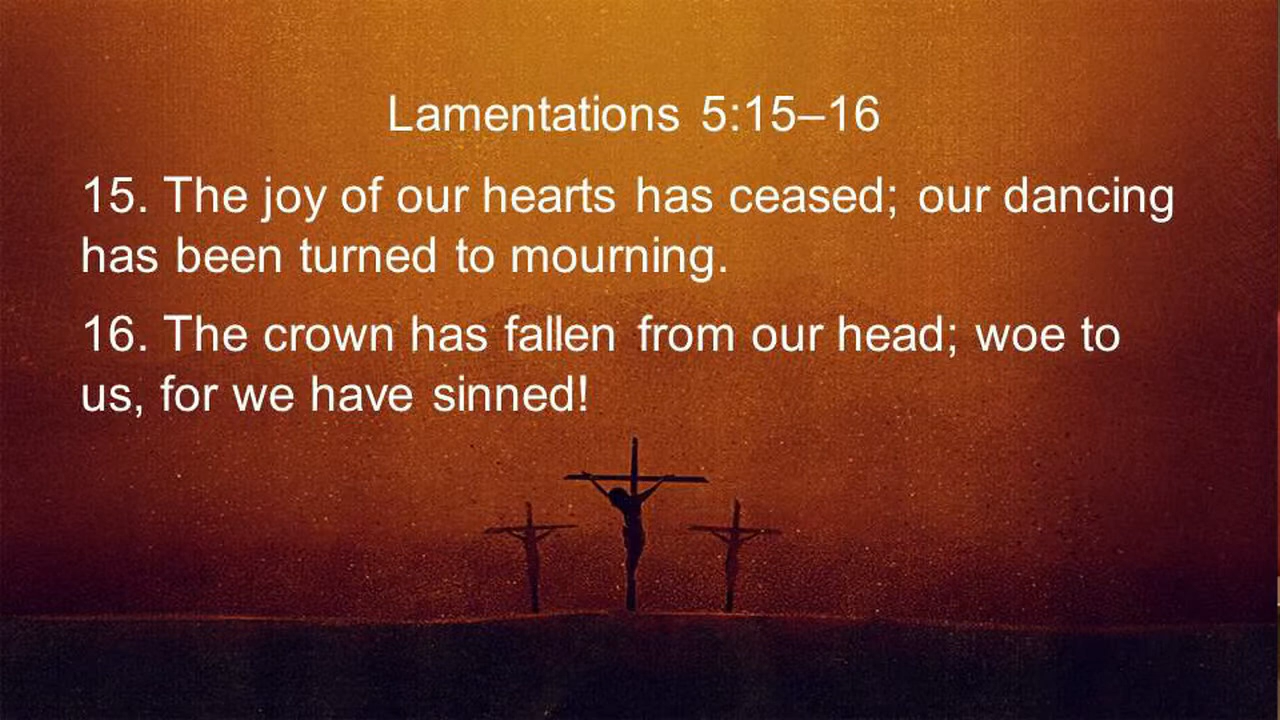 Lamentations 5:15–16
15. The joy of our hearts has ceased; our dancing
has been turned to mourning.
16. The crown has fallen from our head; woe to
us, for we have sinned!